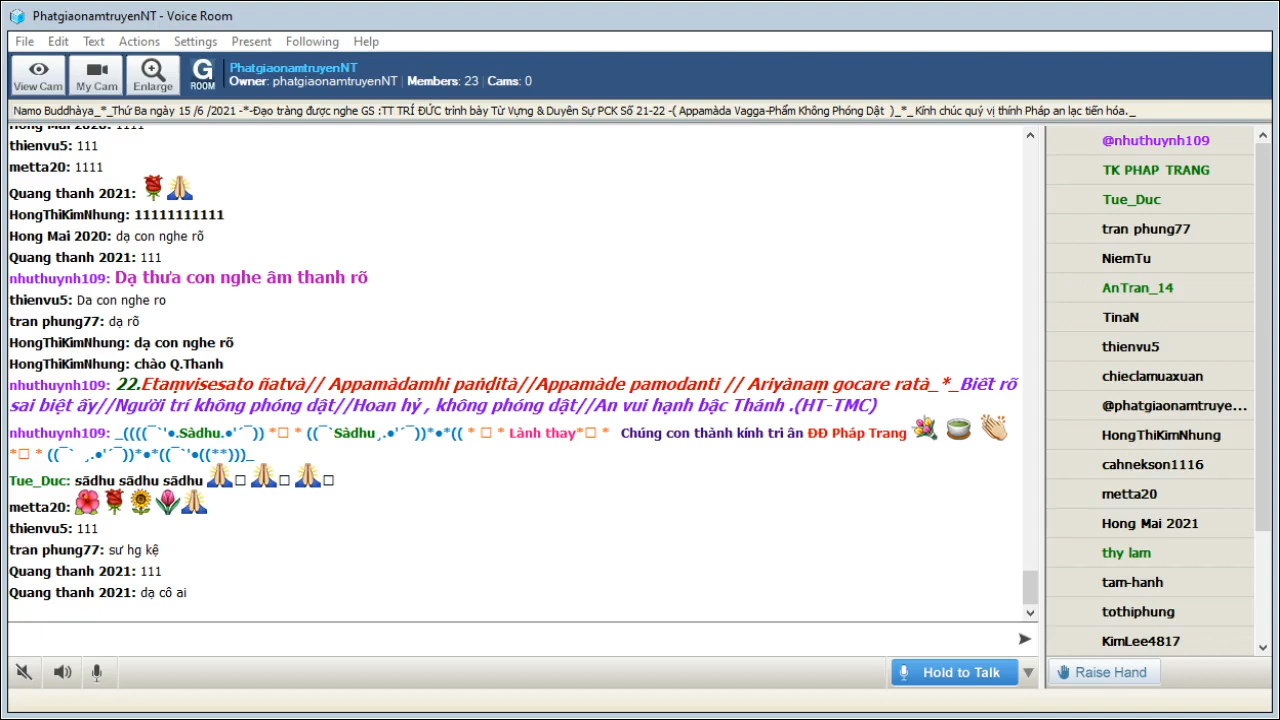 PhatgiaonamtruyenNT - Voice Room
File Edit Text Actions Settings Present Following Help
View Cam My Cam Enlarge G ROOM
PhatgiaonamtruyenNT
Owner: phatgiaonamtruyenNT | Members: 23 | Cams: 0
Namo Buddhàya_*_Thứ Ba ngày 15 /6 /2021 -*-Đạo tràng được nghe GS :TT TRÍ ĐỨC trình bày Từ Vựng & Duyên Sự PCK Số 21-22 -( Appamàda Vagga-Phẩm Không Phóng Dật )_*_ Kính chúc quý vị thính Pháp an lạc tiến hóa._
Hong Mai 2020: 1111
thienvu5: 111
metta20: 1111
Quang thanh 2021:
HongThiKimNhung: 11111111111
Hong Mai 2020: dạ con nghe rõ
Quang thanh 2021: 111
nhuthuynh109: Dạ thưa con nghe âm thanh rõ
thienvu5: Da con nghe ro
tran phung77: dạ rõ
HongThiKimNhung: dạ con nghe rõ
HongThiKimNhung: chào Q.Thanh
nhuthuynh109: 22.Etaṃvisesato ñatvà// Appamàdamhi paṇḍità//Appamàde pamodanti // Ariyànaṃ gocare ratà_*_Biết rõ
sai biệt ấy//Người trí không phóng dật//Hoan hỷ , không phóng dật//An vui hạnh bậc Thánh .(HT-TMC)
nhuthuynh109: _((((¯`'•.Sàdhu.•'´¯)) *□ * ((¯`Sàdhu¸.•'´¯))*•*(( * □ * Lành thay*□ * Chúng con thành kính tri ân ĐĐ Pháp Trang
*□ * ((¯` ¸.•'´¯))*•*((¯`'•((**)))_
Tue_Duc: sādhu sādhu sādhu □ □ □
metta20:
thienvu5: 111
tran phung77: sư hg kệ
Quang thanh 2021: 111
Quang thanh 2021: dạ cô ai
Hold to Talk
@nhuthuynh109
TK PHAP TRANG
Tue_Duc
tran phung77
NiemTu
AnTran_14
TinaN
thienvu5
chieclamuaxuan
@phatgiaonamtruye...
HongThiKimNhung
cahnekson1116
metta20
Hong Mai 2021
thy lam
tam-hanh
tothiphung
KimLee4817
Raise Hand